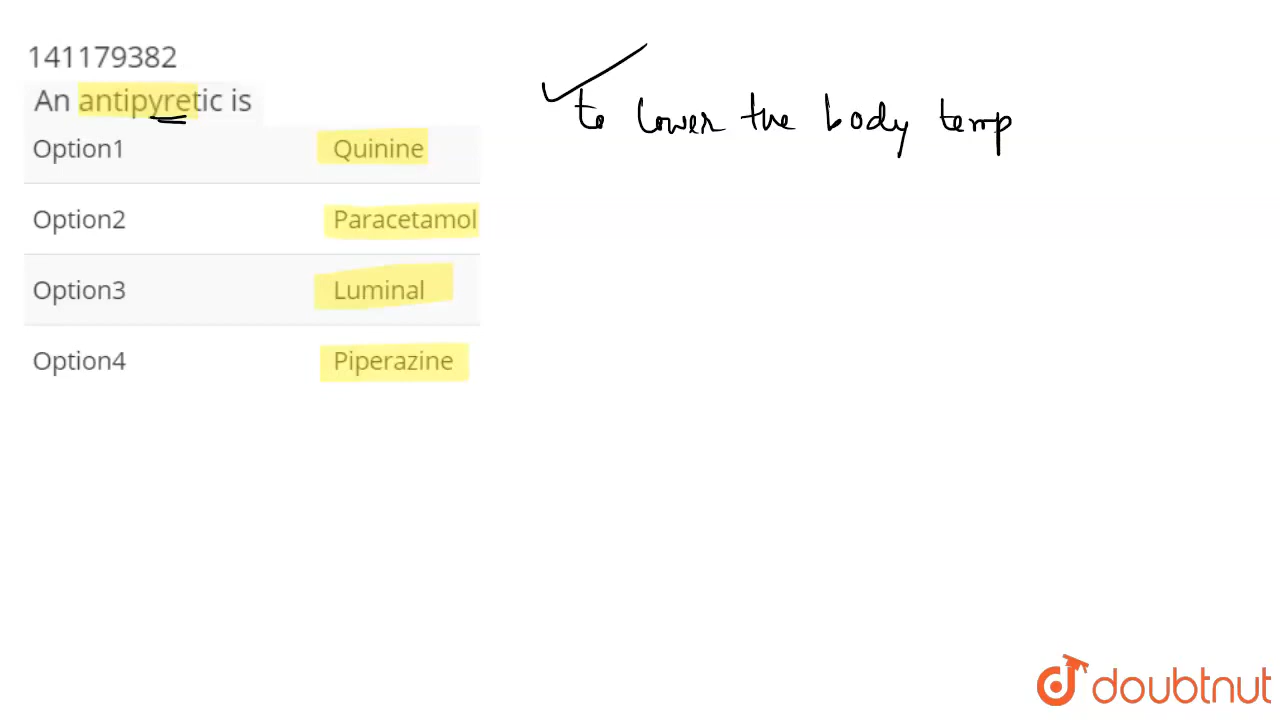 141179382
An antipyretic is
to lower the body temp
Option1 Quinine
Option2 Paracetamol
Option3 Luminal
Option4 Piperazine
doubtnut